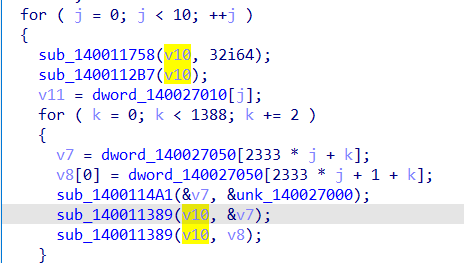 for ( j = 0; j < 10; ++j )
{
sub_140011758(v10, 32i64);
sub_1400112B7(v10);
v11 = dword_140027010[j];
for ( k = 0; k < 1388; k += 2 )
{
v7 = dword_140027050[2333 * j + k];
v8[0] = dword_140027050[2333 * j + 1 + k];
sub_1400114A1(&v7, &unk_140027000);
sub_140011389(v10, &v7);
sub_140011389(v10, v8);
}